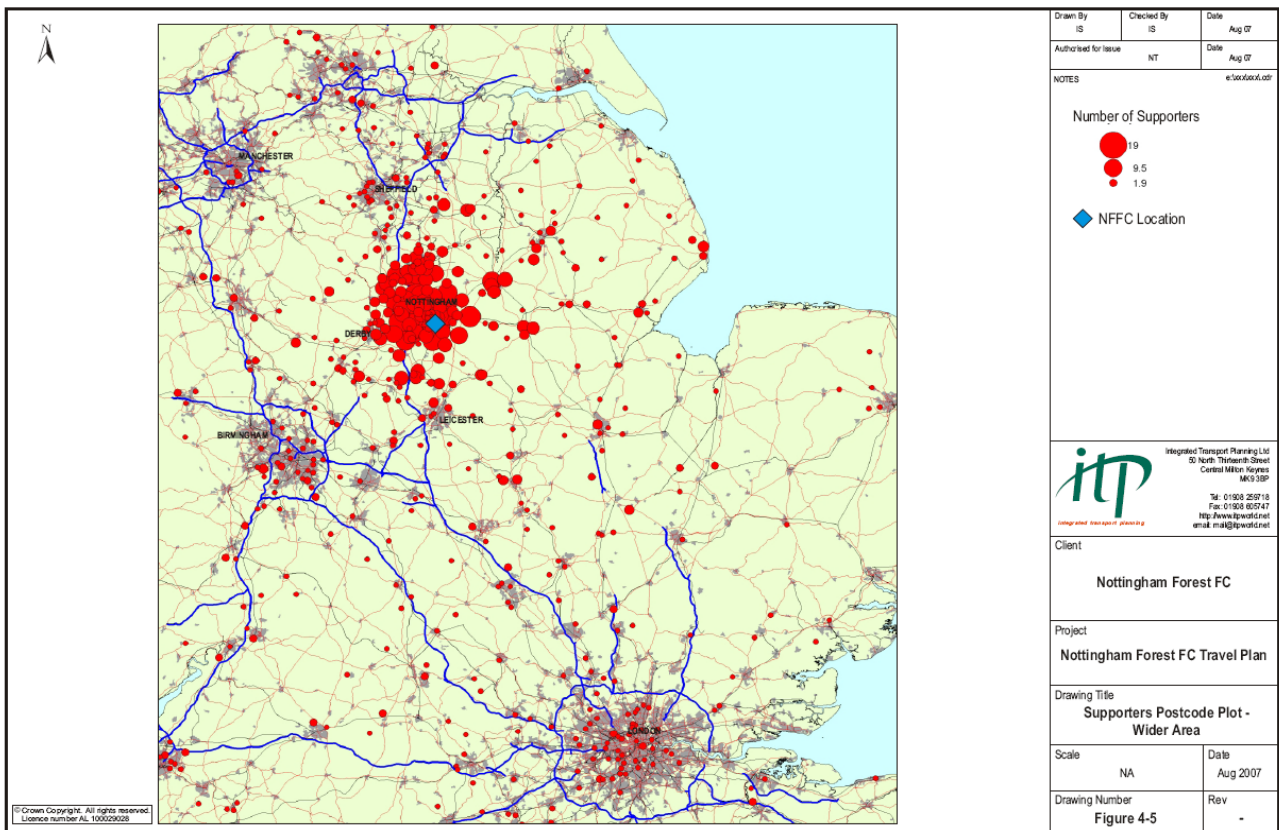 N
MANCHESTER
SHEFFIELD
NOTTINGHAM
DERBY
LEICESTER
BIRMINGHAM
LONDON
© Crown Copyright. All rights reserved.
Licence number AL 100029028
Drawn By
IS
Checked By
IS
Date
Aug 07
Authorised for Issue
NT
Date
Aug 07
NOTES
e:\xxx\xxx\.cdr
Number of Supporters
19
9.5
1.9
NFFC Location
itp
integrated transport planning
Integrated Transport Planning Ltd
50 North Thirteenth Street
Central Milton Keynes
MK9 3BP
Tel: 01908 259718
Fax: 01908 605747
http://www.itpworld.net
email: mail@itpworld.net
Client
Nottingham Forest FC
Project
Nottingham Forest FC Travel Plan
Drawing Title
Supporters Postcode Plot -
Wider Area
Scale
NA
Date
Aug 2007
Drawing Number
Figure 4-5
Rev
-